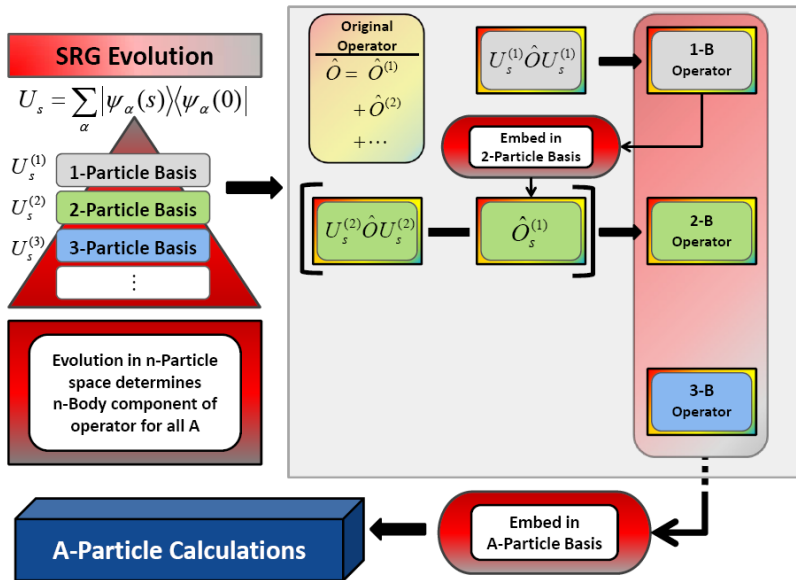 SRG Evolution
U_s = ∑_α |ψ_α(s)⟩⟨ψ_α(0)|
U_s^(1) 1-Particle Basis
U_s^(2) 2-Particle Basis
U_s^(3) 3-Particle Basis
⋮
Evolution in n-Particle
space determines
n-Body component of
operator for all A
Original
Operator
Ô = Ô^(1)
+ Ô^(2)
+ ⋯
U_s^(1) Ô U_s^(1)
1-B
Operator
Embed in
2-Particle Basis
U_s^(2) Ô U_s^(2)
Ô_s^(1)
2-B
Operator
3-B
Operator
Embed in
A-Particle Basis
A-Particle Calculations